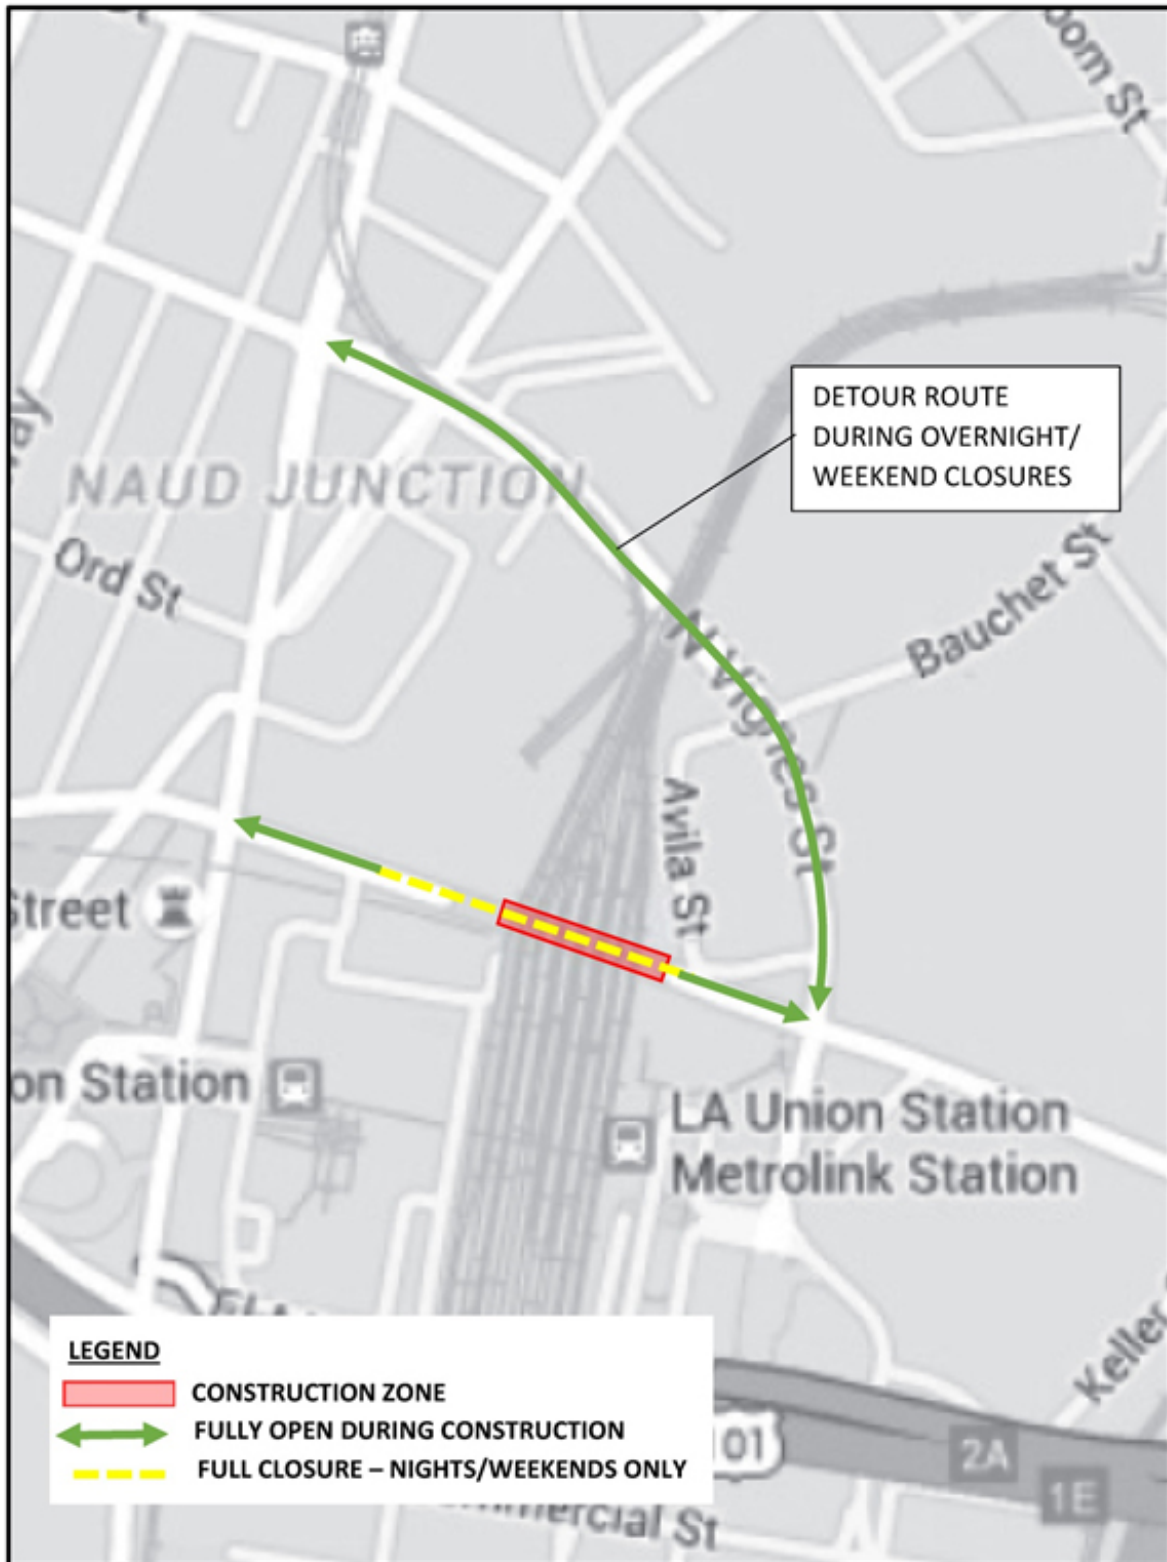 DETOUR ROUTE
DURING OVERNIGHT/
WEEKEND CLOSURES
NAUD JUNCTION
Ord St
Bauchet St
N Vignes St
Avila St
Street
on Station
LA Union Station
Metrolink Station
Keller
LEGEND
CONSTRUCTION ZONE
FULLY OPEN DURING CONSTRUCTION
FULL CLOSURE – NIGHTS/WEEKENDS ONLY
101
2A
1E
mmercial St